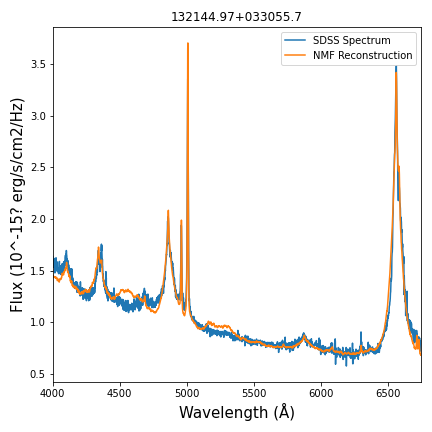 132144.97+033055.7
SDSS Spectrum
NMF Reconstruction
Flux (10^-15? erg/s/cm2/Hz)
3.5
3.0
2.5
2.0
1.5
1.0
0.5
4000 4500 5000 5500 6000 6500
Wavelength (Å)